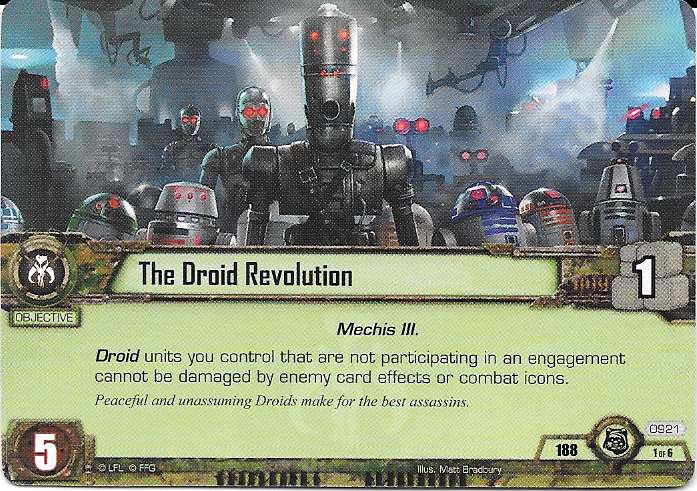 The Droid Revolution
1
OBJECTIVE
Mechis III.
Droid units you control that are not participating in an engagement
cannot be damaged by enemy card effects or combat icons.
Peaceful and unassuming Droids make for the best assassins.
5
© LFL © FFG
Illus. Matt Bradbury
188
0921
1 OF 6